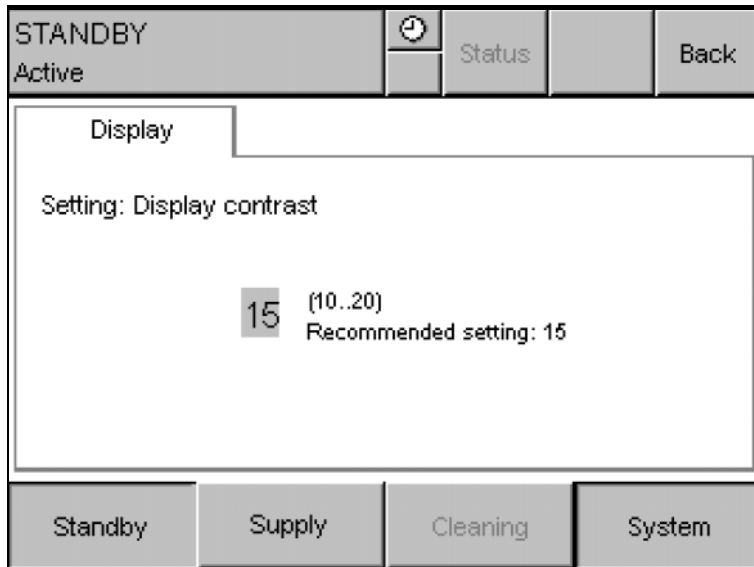 STANDBY
Active
Status
Back
Display
Setting: Display contrast
15
(10..20)
Recommended setting: 15
Standby
Supply
Cleaning
System